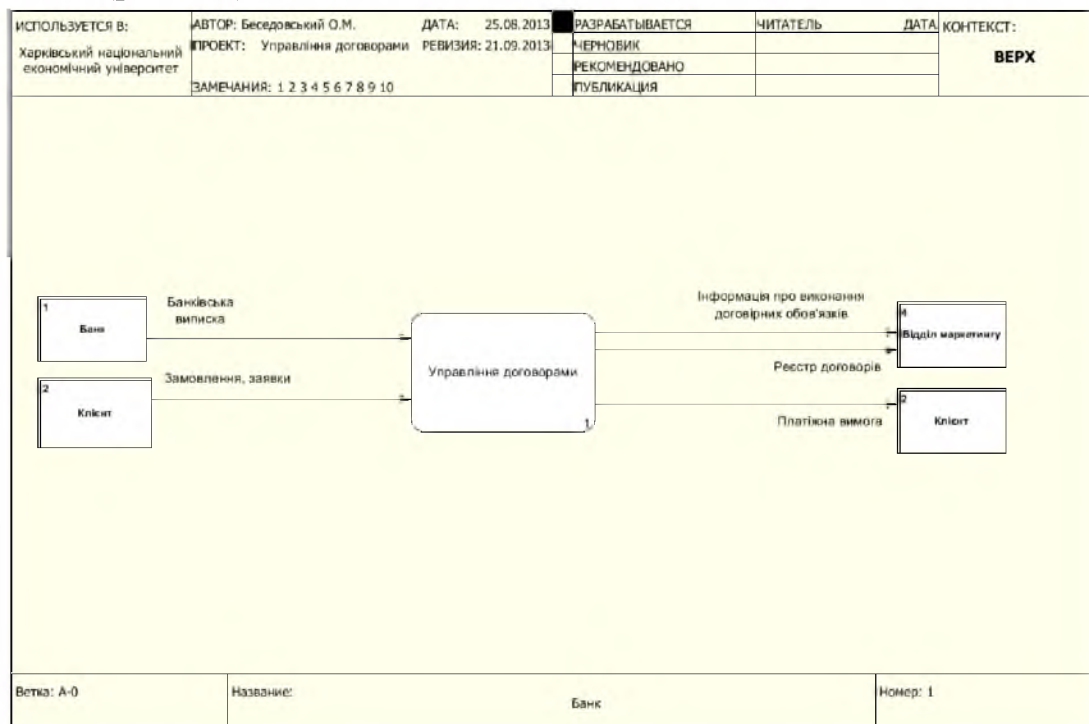 ИСПОЛЬЗУЕТСЯ В:
Харківський національний
економічний університет
АВТОР: Беседовський О.М.
ДАТА: 25.08.2013
ПРОЕКТ: Управління договорами
РЕВИЗИЯ: 21.09.2013
ЗАМЕЧАНИЯ: 1 2 3 4 5 6 7 8 9 10
РАЗРАБАТЫВАЕТСЯ
ЧЕРНОВИК
РЕКОМЕНДОВАНО
ПУБЛИКАЦИЯ
ЧИТАТЕЛЬ
ДАТА
КОНТЕКСТ:
ВЕРХ
1
Банк
Банківська
виписка
2
Клієнт
Замовлення, заявки
Управління договорами
1
Інформація про виконання
договірних обов'язків
4
Відділ маркетингу
Реєстр договорів
2
Клієнт
Платіжна вимога
Ветка: А-0
Название:
Банк
Номер: 1